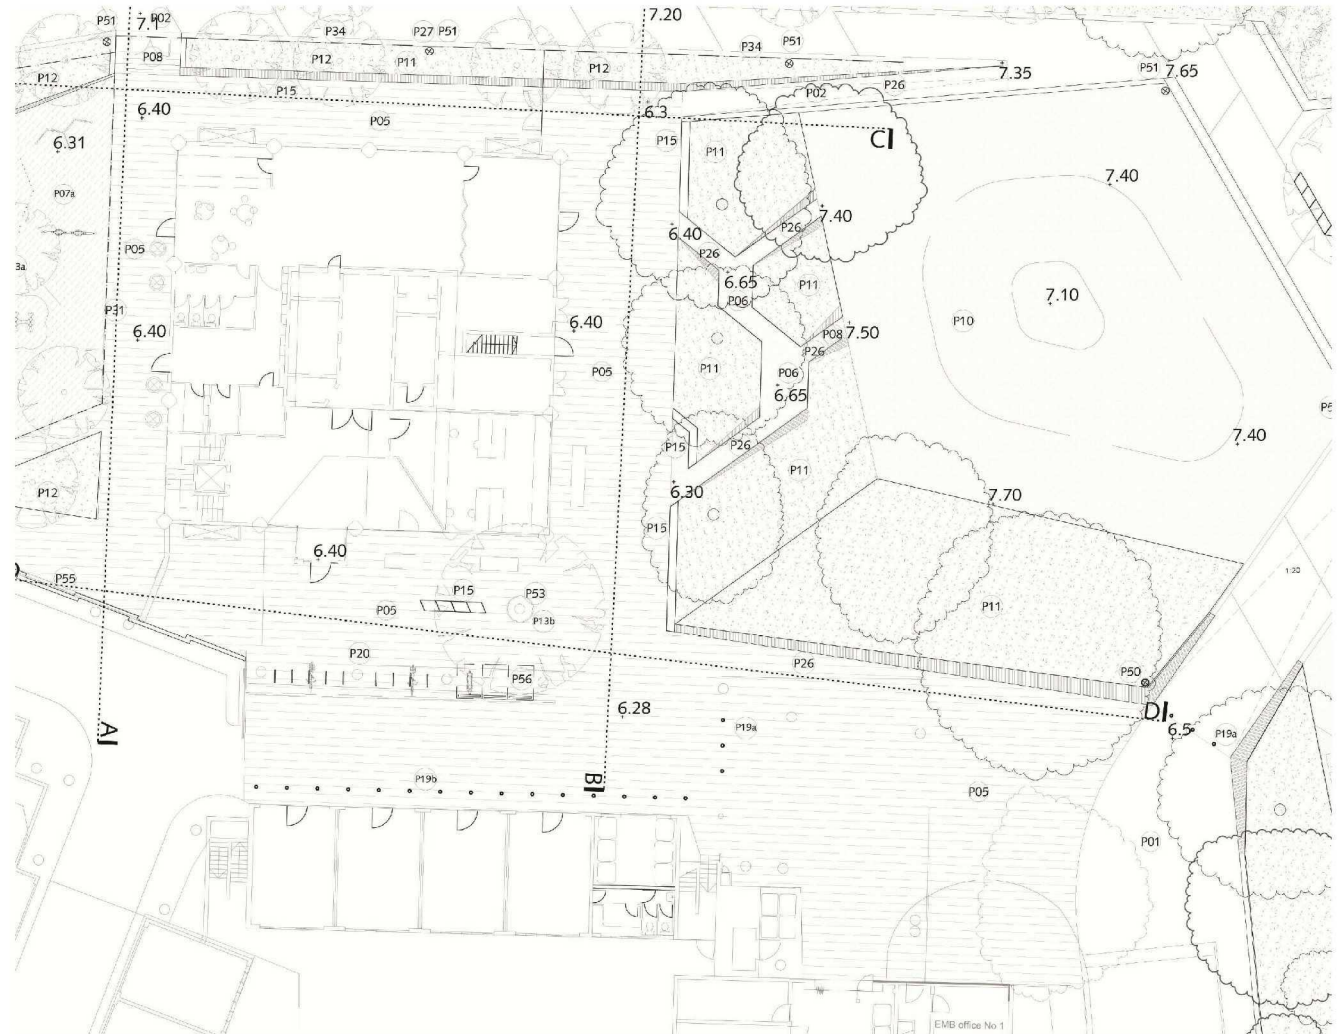 P51
7.1
P02
P34
P27
P51
7.20
P34
P51
P51
7.65
7.35
P12
P08
P12
P11
P12
P15
P02
P26
6.40
P05
6.3
CI
6.31
P15
P11
7.40
P07a
7.40
6.40
P26
P05
P26
3a
6.65
P11
7.10
P31
P06
P10
6.40
6.40
P08
7.50
P26
P11
P06
P05
6.65
P15
P26
7.40
P11
P12
6.30
7.70
P15
6.40
P55
P15
P53
P05
P13b
P11
1:20
P20
P26
P56
P50
6.28
DI
6.5
P19a
P19a
AI
P19b
BI
P05
P01
EMB office No 1